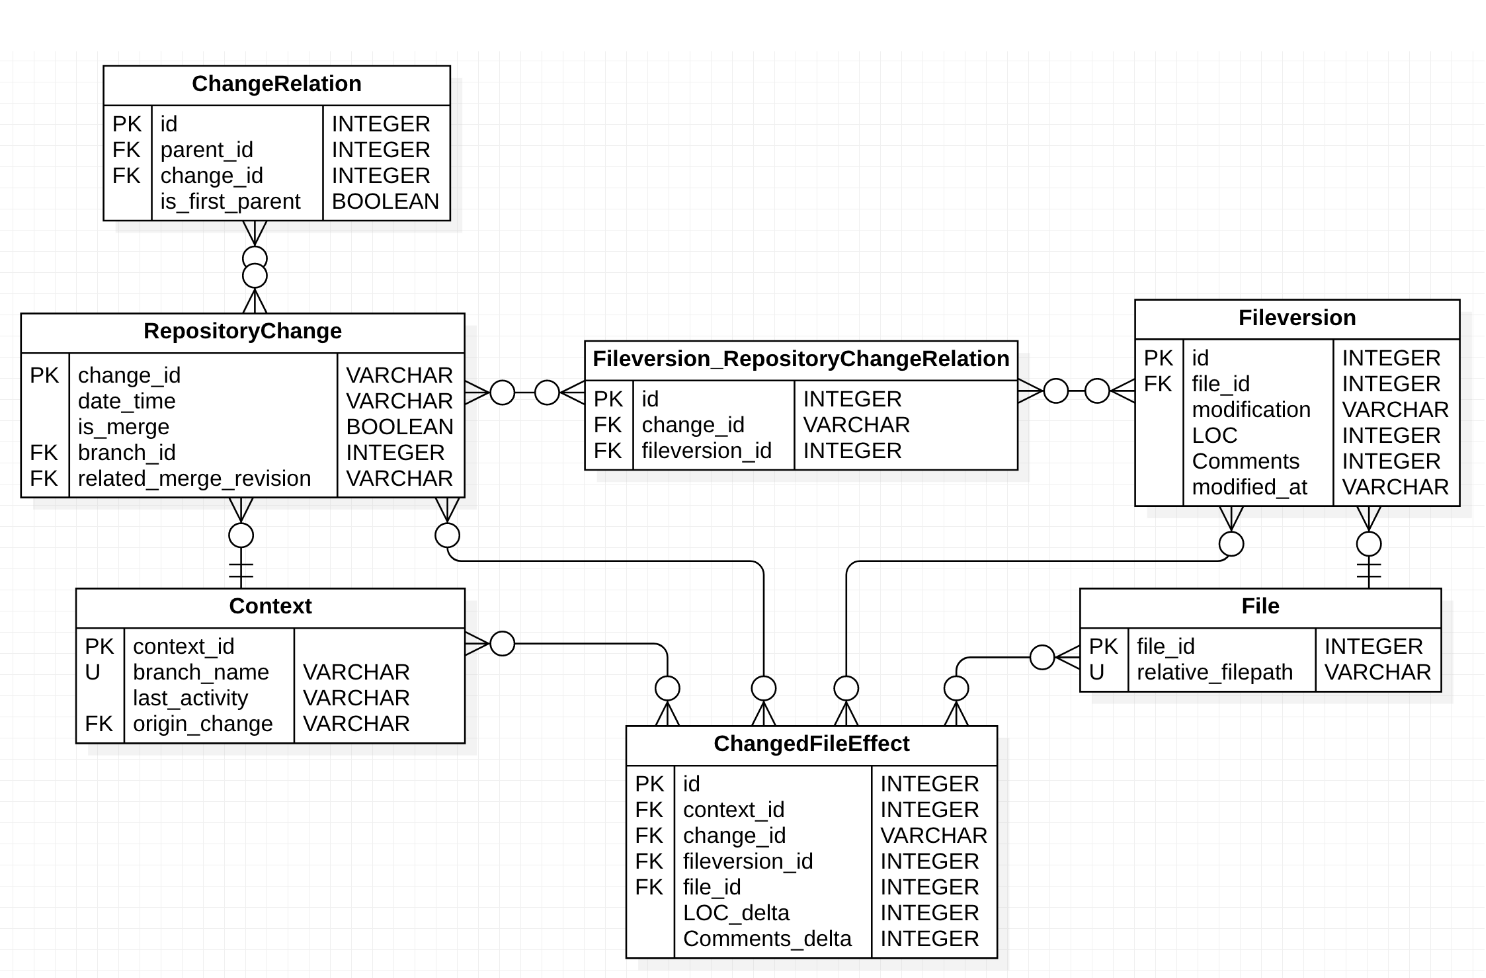 ChangeRelation
PK id INTEGER
FK parent_id INTEGER
FK change_id INTEGER
is_first_parent BOOLEAN
RepositoryChange
PK change_id VARCHAR
date_time VARCHAR
is_merge BOOLEAN
FK branch_id INTEGER
FK related_merge_revision VARCHAR
Fileversion_RepositoryChangeRelation
PK id INTEGER
FK change_id VARCHAR
FK fileversion_id INTEGER
Fileversion
PK id INTEGER
FK file_id INTEGER
modification VARCHAR
LOC INTEGER
Comments INTEGER
modified_at VARCHAR
Context
PK context_id
U branch_name VARCHAR
last_activity VARCHAR
FK origin_change VARCHAR
File
PK file_id INTEGER
U relative_filepath VARCHAR
ChangedFileEffect
PK id INTEGER
FK context_id INTEGER
FK change_id VARCHAR
FK fileversion_id INTEGER
FK file_id INTEGER
LOC_delta INTEGER
Comments_delta INTEGER